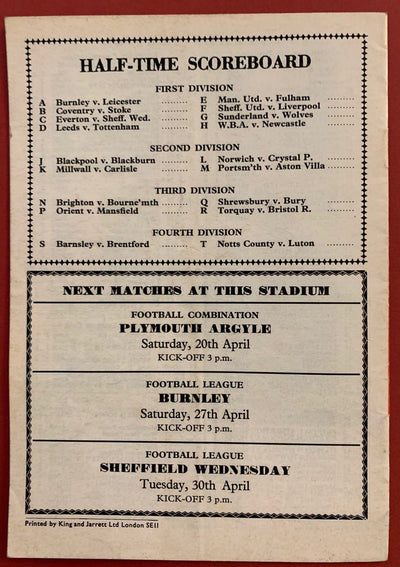 HALF-TIME SCOREBOARD
FIRST DIVISION
A Burnley v. Leicester ......... E Man. Utd. v. Fulham .........
B Coventry v. Stoke ......... F Sheff. Utd. v. Liverpool .........
C Everton v. Sheff. Wed. ......... G Sunderland v. Wolves .........
D Leeds v. Tottenham ......... H W.B.A. v. Newcastle .........
SECOND DIVISION
J Blackpool v. Blackburn ......... L Norwich v. Crystal P. .........
K Millwall v. Carlisle ......... M Portsm'th v. Aston Villa .........
THIRD DIVISION
N Brighton v. Bourne'mth ......... Q Shrewsbury v. Bury .........
P Orient v. Mansfield ......... R Torquay v. Bristol R. .........
FOURTH DIVISION
S Barnsley v. Brentford ......... T Notts County v. Luton .........
NEXT MATCHES AT THIS STADIUM
FOOTBALL COMBINATION
PLYMOUTH ARGYLE
Saturday, 20th April
KICK-OFF 3 p.m.
FOOTBALL LEAGUE
BURNLEY
Saturday, 27th April
KICK-OFF 3 p.m.
FOOTBALL LEAGUE
SHEFFIELD WEDNESDAY
Tuesday, 30th April
KICK-OFF 3 p.m.
Printed by King and Jarrett Ltd London SE11